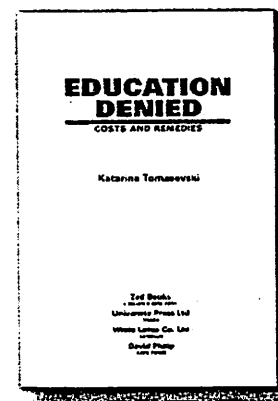 EDUCATION
DENIED
COSTS AND REMEDIES
Katarina Tomasevski
Zed Books
University Press Ltd
White Lotus Co. Ltd
David Philip